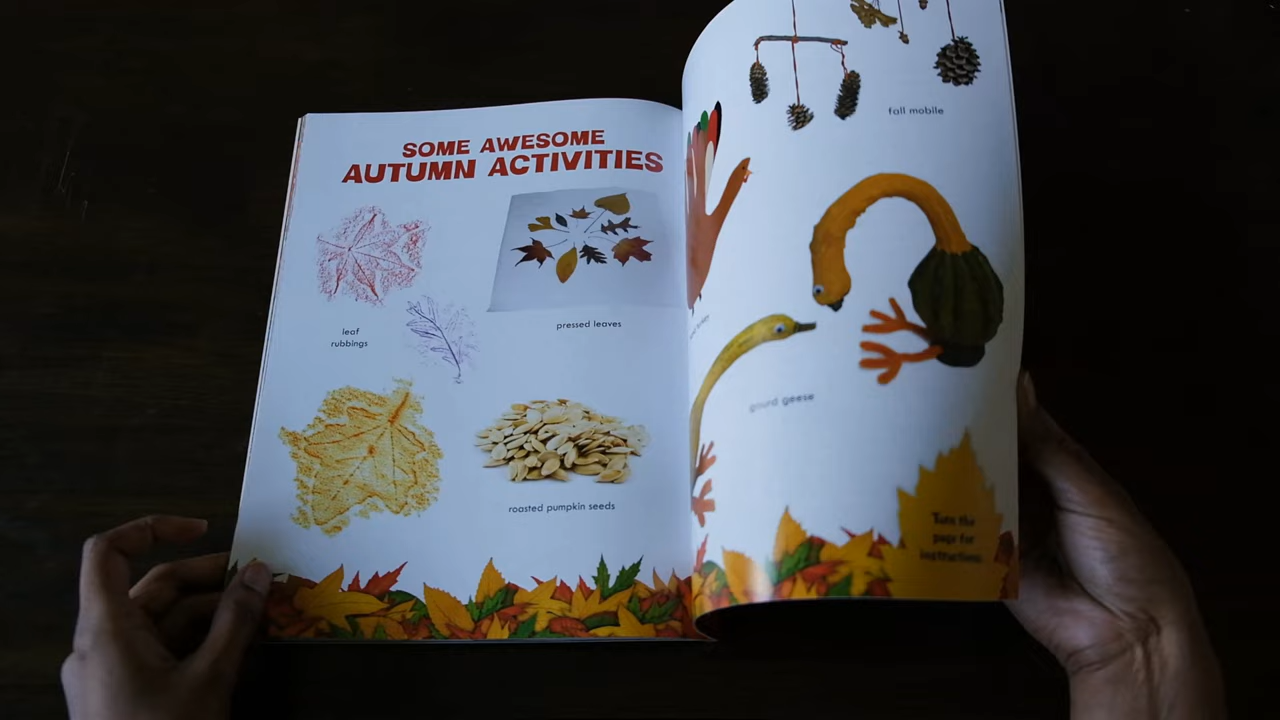 SOME AWESOME
AUTUMN ACTIVITIES
leaf
rubbings
pressed leaves
roasted pumpkin seeds
fall mobile
gourd geese
Turn the
page for
instructions.